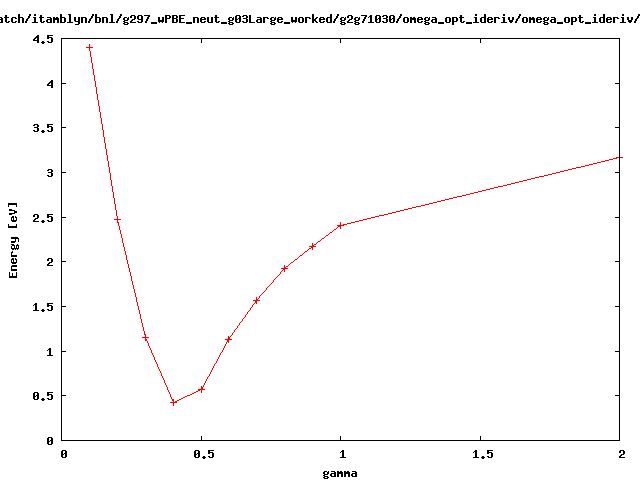 atch/itamblyn/bnl/g297_wPBE_neut_g03Large_worked/g2g71030/omega_opt_ideriv/omega_opt_ideriv/
4.5
4
3.5
3
2.5
2
1.5
1
0.5
0
Energy [eV]
0 0.5 1 1.5 2
gamma